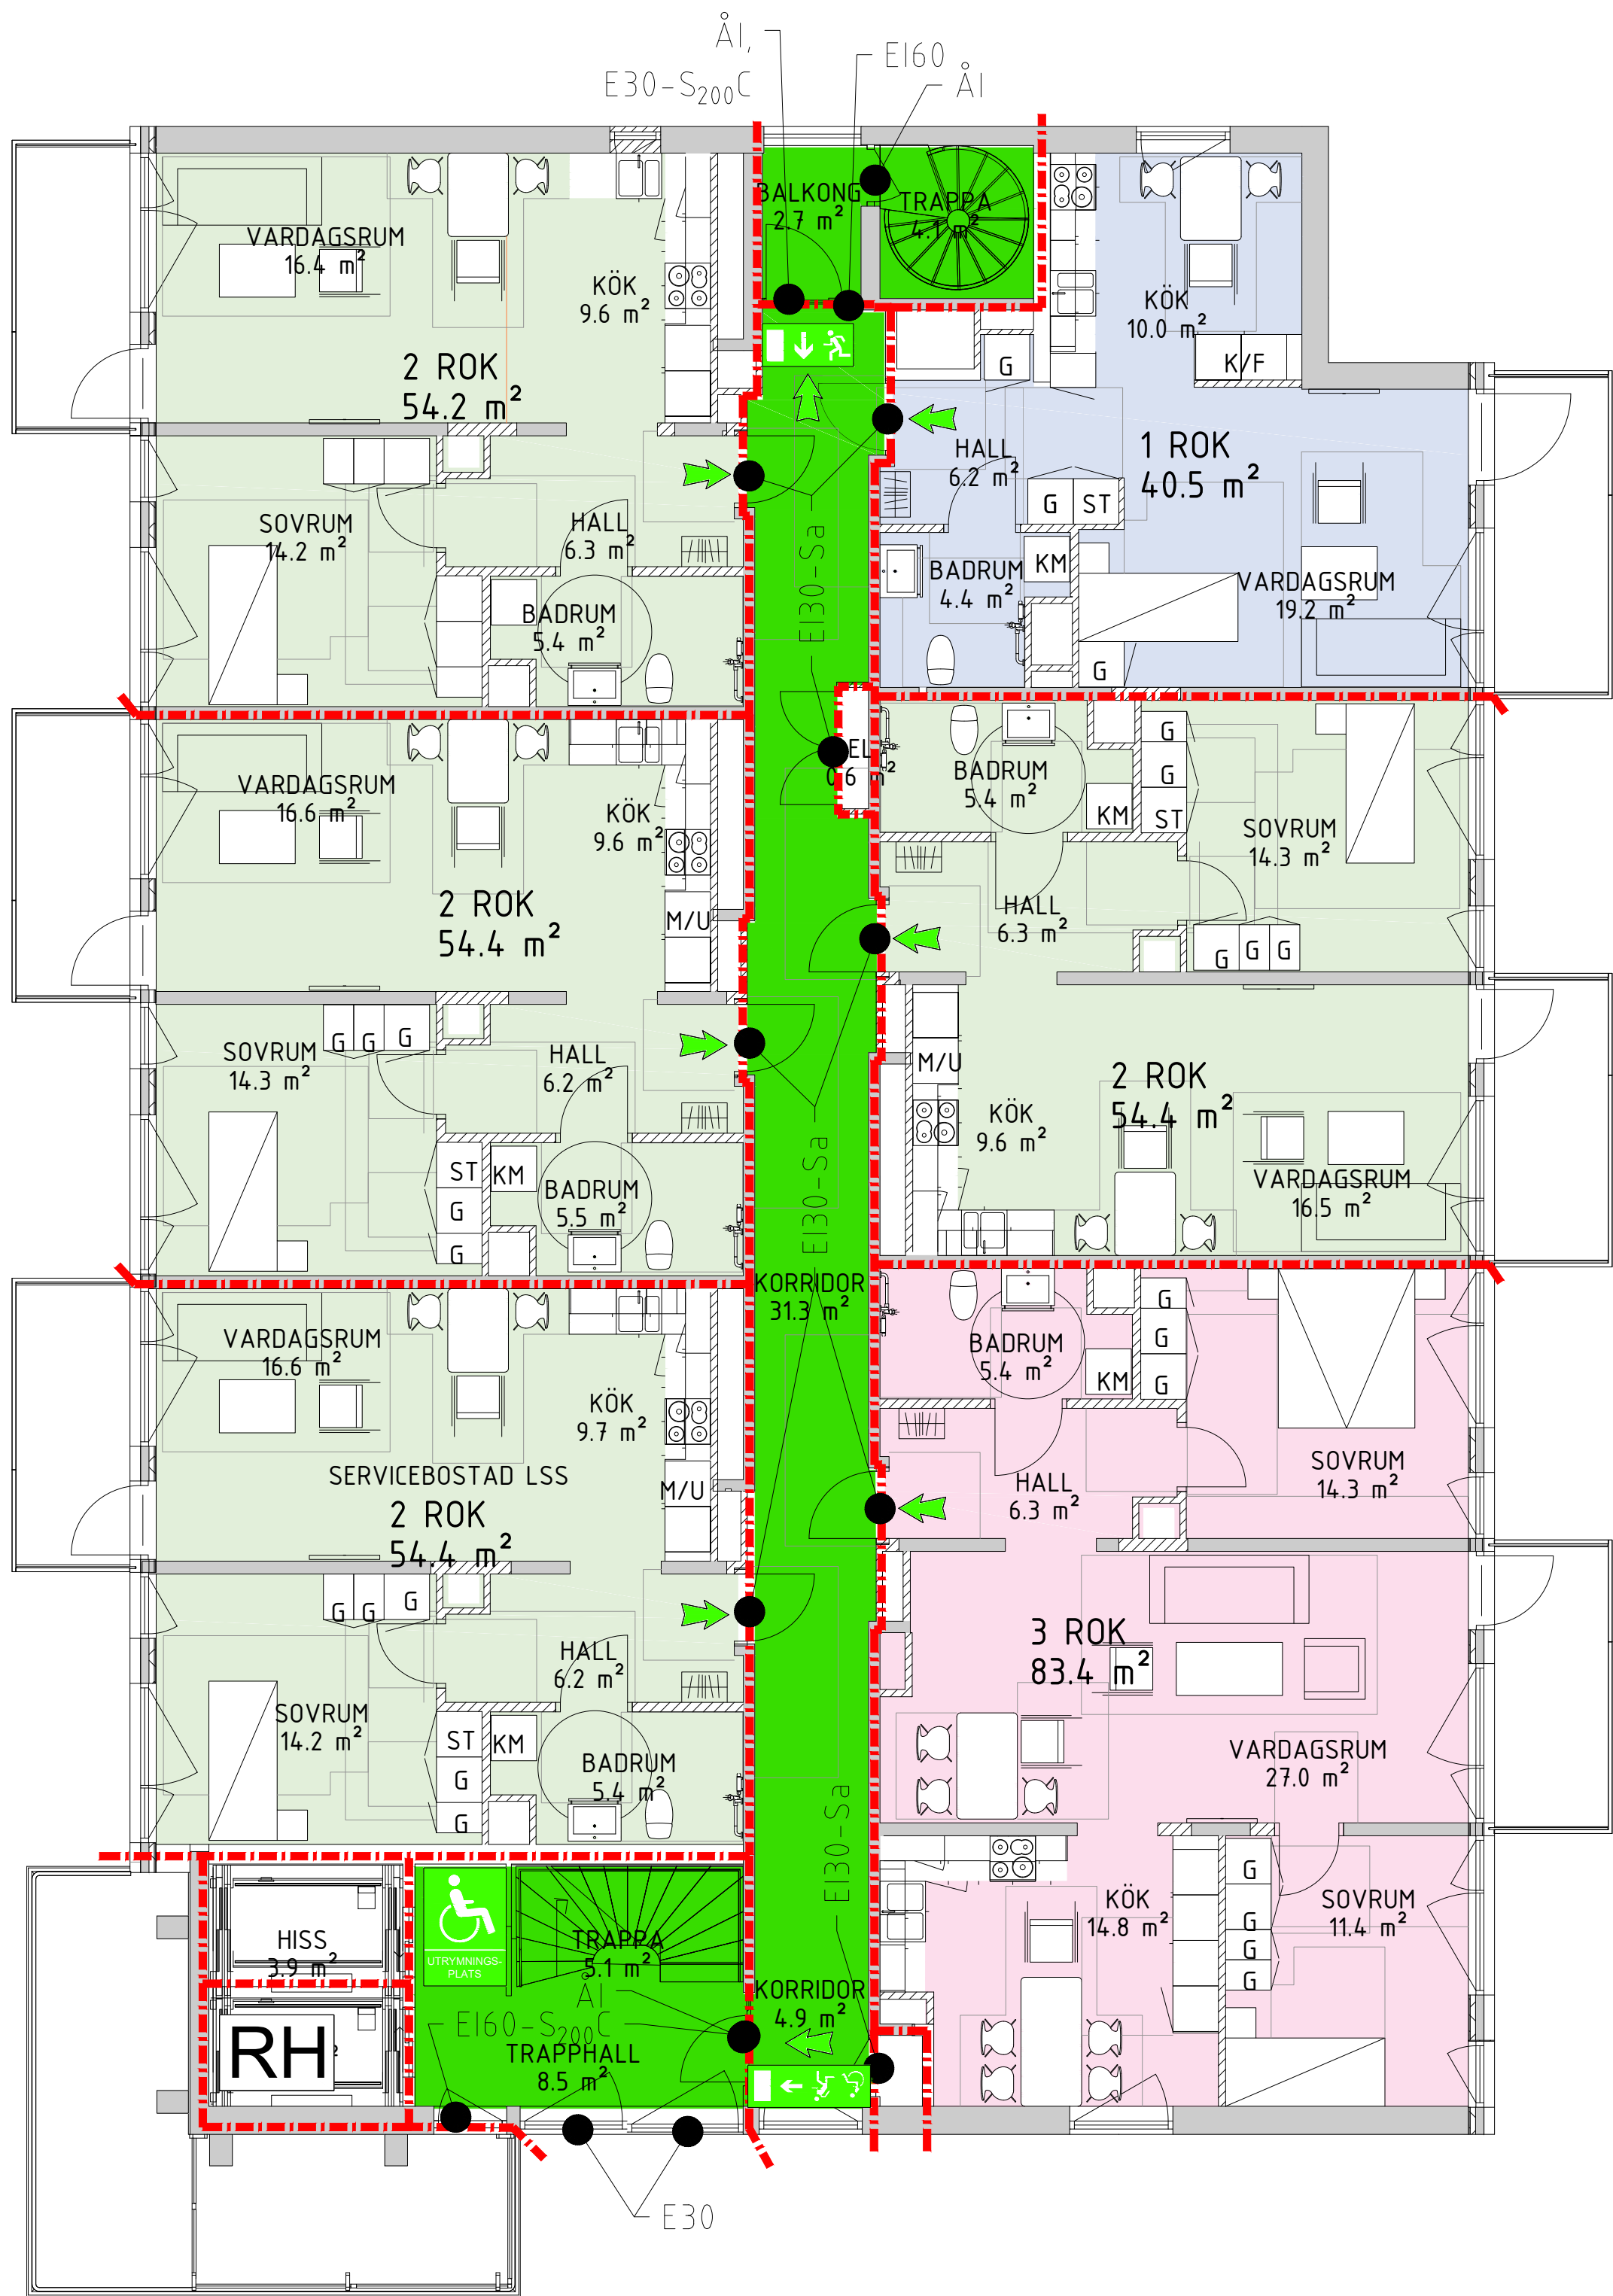 ÅI,
E30-S200C
EI60
ÅI
BALKONG
2.7 m²
TRAPPA
4.1 m²
VARDAGSRUM
16.4 m²
KÖK
9.6 m²
2 ROK
54.2 m²
KÖK
10.0 m²
K/F
G
HALL
6.2 m²
1 ROK
40.5 m²
G
ST
SOVRUM
14.2 m²
HALL
6.3 m²
EI30-Sa
BADRUM
4.4 m²
KM
VARDAGSRUM
19.2 m²
BADRUM
5.4 m²
G
VARDAGSRUM
16.6 m²
KÖK
9.6 m²
EL
0.6 m²
BADRUM
5.4 m²
KM
G
G
ST
SOVRUM
14.3 m²
2 ROK
54.4 m²
M/U
HALL
6.3 m²
G
G
G
SOVRUM
14.3 m²
G
G
G
HALL
6.2 m²
M/U
2 ROK
54.4 m²
KÖK
9.6 m²
EI30-Sa
ST
KM
G
G
BADRUM
5.5 m²
VARDAGSRUM
16.5 m²
KORRIDOR
31.3 m²
VARDAGSRUM
16.6 m²
KÖK
9.7 m²
BADRUM
5.4 m²
KM
G
G
G
SERVICEBOSTAD LSS
2 ROK
54.4 m²
M/U
HALL
6.3 m²
SOVRUM
14.3 m²
G
G
G
HALL
6.2 m²
3 ROK
83.4 m²
SOVRUM
14.2 m²
ST
KM
G
G
BADRUM
5.4 m²
VARDAGSRUM
27.0 m²
EI30-Sa
HISS
3.9 m²
UTRYMNINGS-
PLATS
TRAPPA
5.1 m²
ÅI
EI60-S200C
TRAPPHALL
8.5 m²
KORRIDOR
4.9 m²
KÖK
14.8 m²
G
G
G
G
SOVRUM
11.4 m²
RH
E30